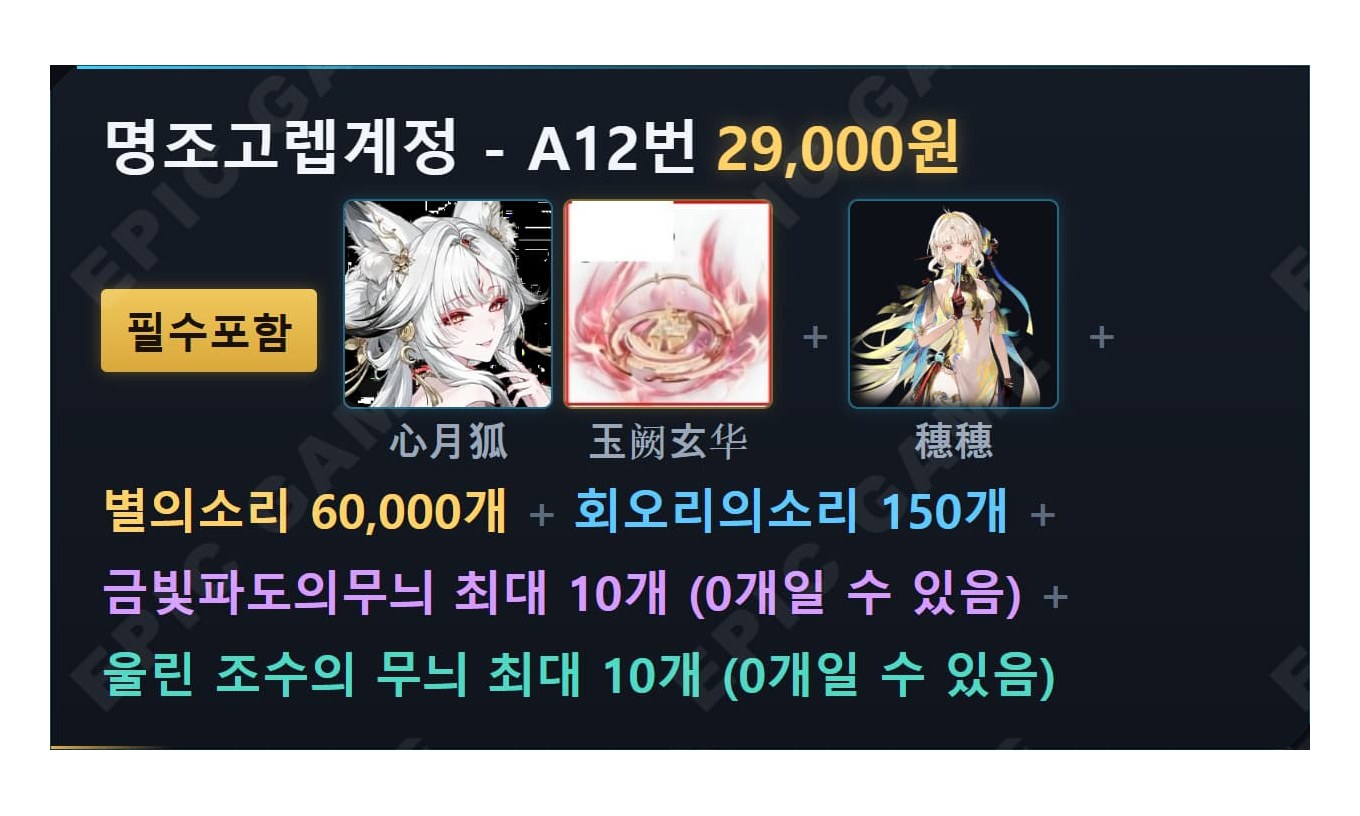 명조고렙계정 - A12번 29,000원
필수포함
+ +
心月狐 玉阙玄华 穗穗
별의소리 60,000개 + 회오리의소리 150개 +
금빛파도의무늬 최대 10개 (0개일 수 있음) +
울린 조수의 무늬 최대 10개 (0개일 수 있음)
EPIC GAME